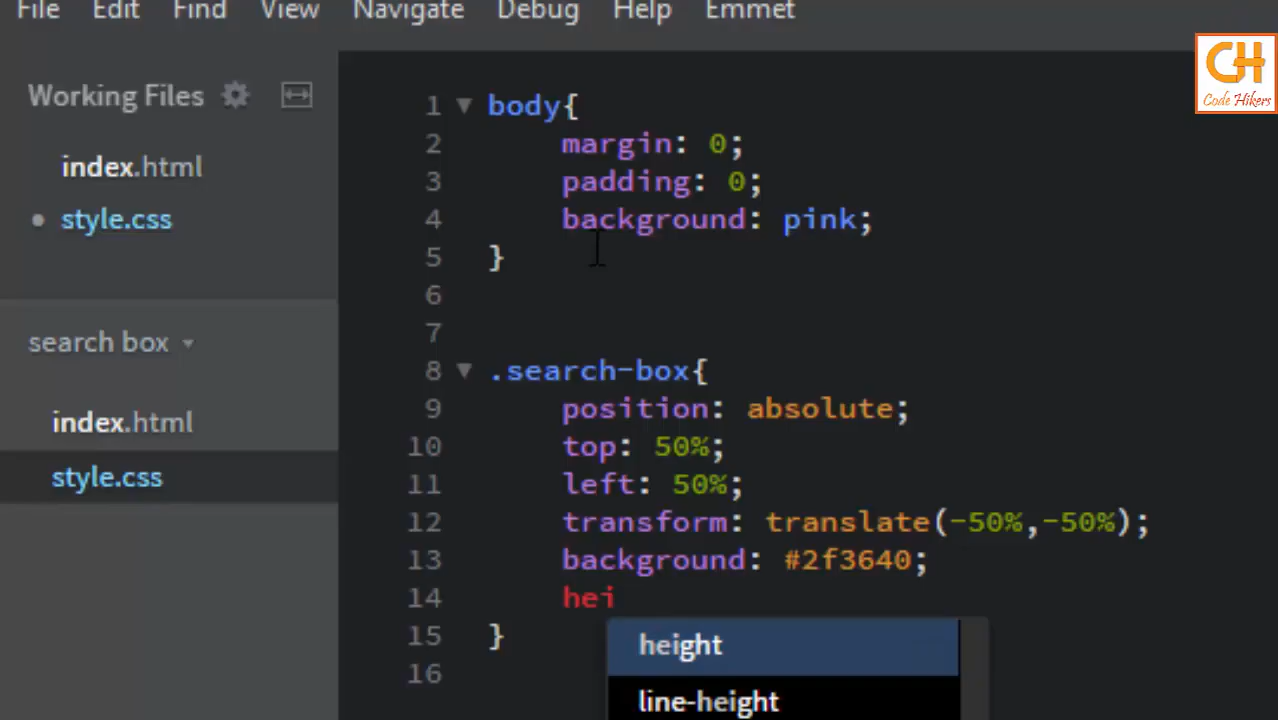 File Edit Find View Navigate Debug Help Emmet
CH
Code Hikers
Working Files
index.html
style.css
search box
index.html
style.css
1 body{
2 margin: 0;
3 padding: 0;
4 background: pink;
5 }
6
7
8 .search-box{
9 position: absolute;
10 top: 50%;
11 left: 50%;
12 transform: translate(-50%,-50%);
13 background: #2f3640;
14 hei
15 }
16
height
line-height